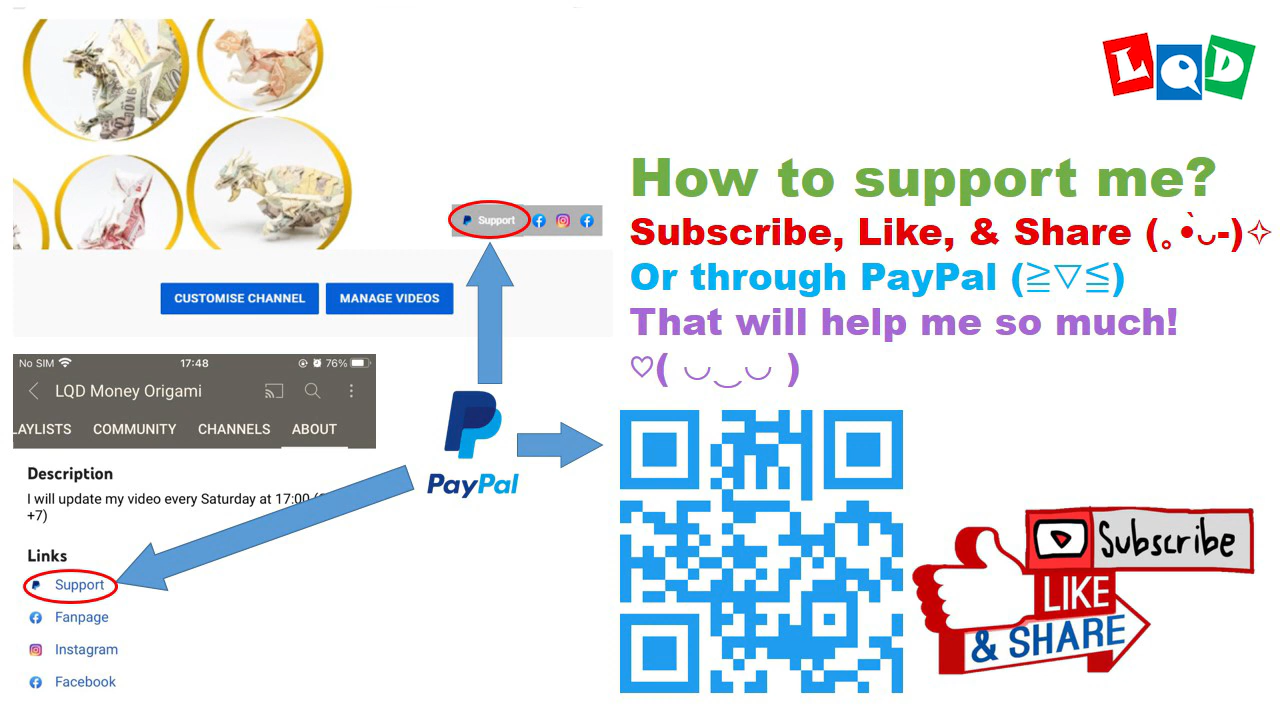 LQD
How to support me?
Subscribe, Like, & Share (｡•̀ᴗ-)✧
Or through PayPal (≧▽≦)
That will help me so much!
♡( ◡‿◡ )
Support
CUSTOMISE CHANNEL
MANAGE VIDEOS
No SIM
17:48
76%
LQD Money Origami
LAYLISTS
COMMUNITY
CHANNELS
ABOUT
Description
I will update my video every Saturday at 17:00
+7)
Links
Support
Fanpage
Instagram
Facebook
PayPal
Subscribe
LIKE
& SHARE